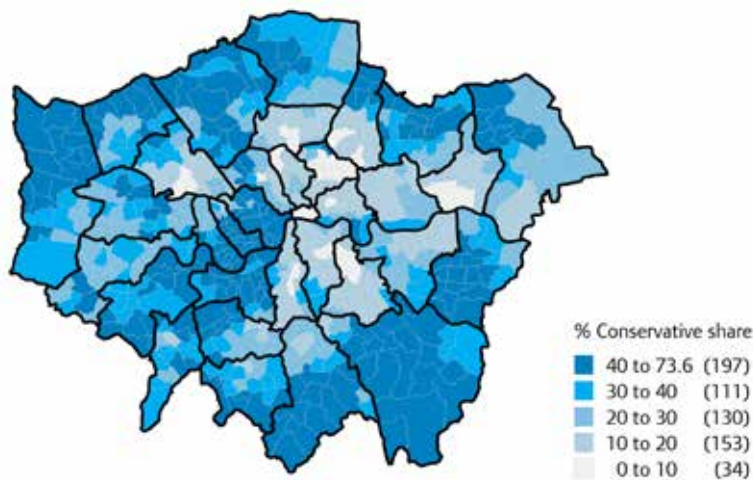 % Conservative share
40 to 73.6 (197)
30 to 40 (111)
20 to 30 (130)
10 to 20 (153)
0 to 10 (34)